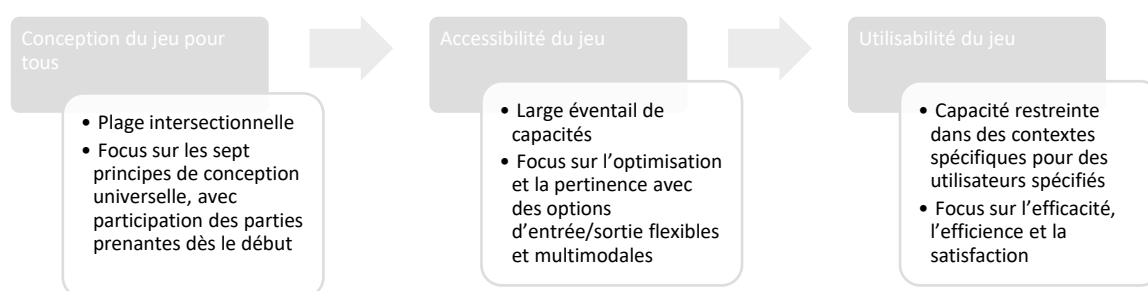 Conception du jeu pour
tous
• Plage intersectionnelle
• Focus sur les sept
principes de conception
universelle, avec
participation des parties
prenantes dès le début
Accessibilité du jeu
• Large éventail de
capacités
• Focus sur l’optimisation
et la pertinence avec
des options
d’entrée/sortie flexibles
et multimodales
Utilisabilité du jeu
• Capacité restreinte
dans des contextes
spécifiques pour des
utilisateurs spécifiés
• Focus sur l’efficacité,
l’efficience et la
satisfaction